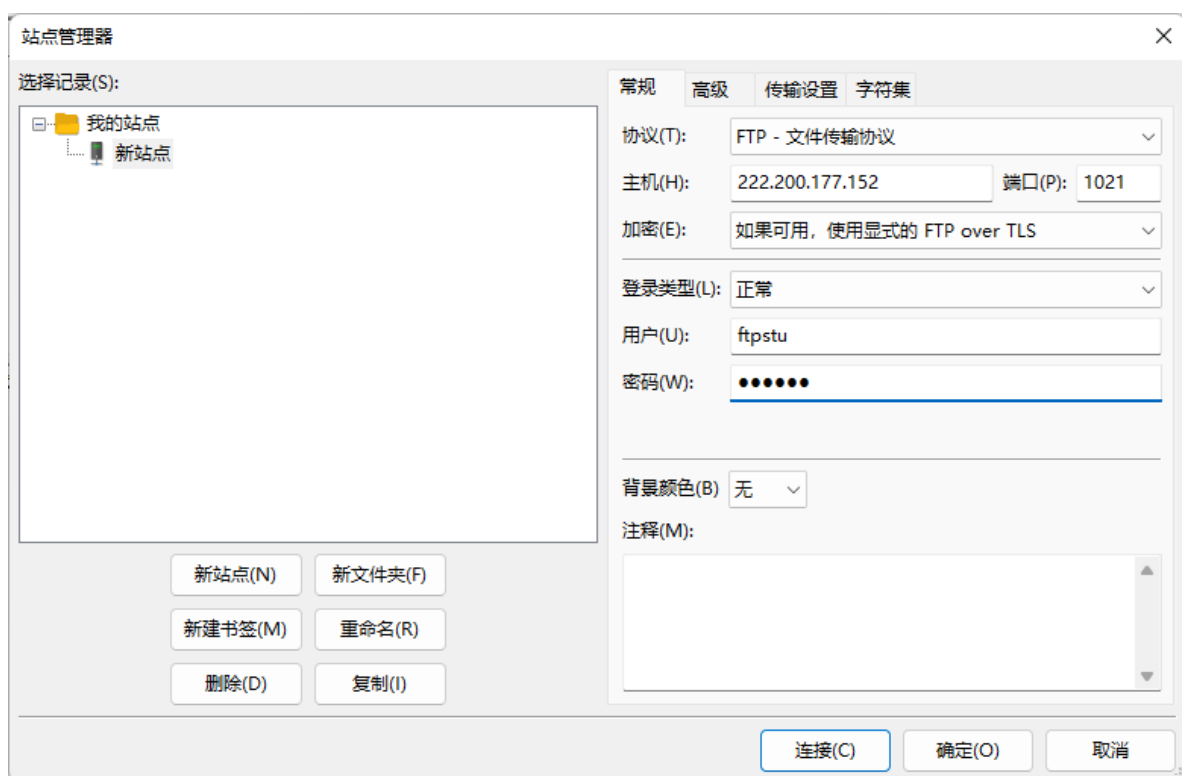 站点管理器
选择记录(S):
我的站点
新站点
新站点(N) 新文件夹(F)
新建书签(M) 重命名(R)
删除(D) 复制(I)
常规 高级 传输设置 字符集
协议(T): FTP - 文件传输协议
主机(H): 222.200.177.152 端口(P): 1021
加密(E): 如果可用，使用显式的 FTP over TLS
登录类型(L): 正常
用户(U): ftpstu
密码(W): ●●●●●●
背景颜色(B) 无
注释(M):
连接(C) 确定(O) 取消